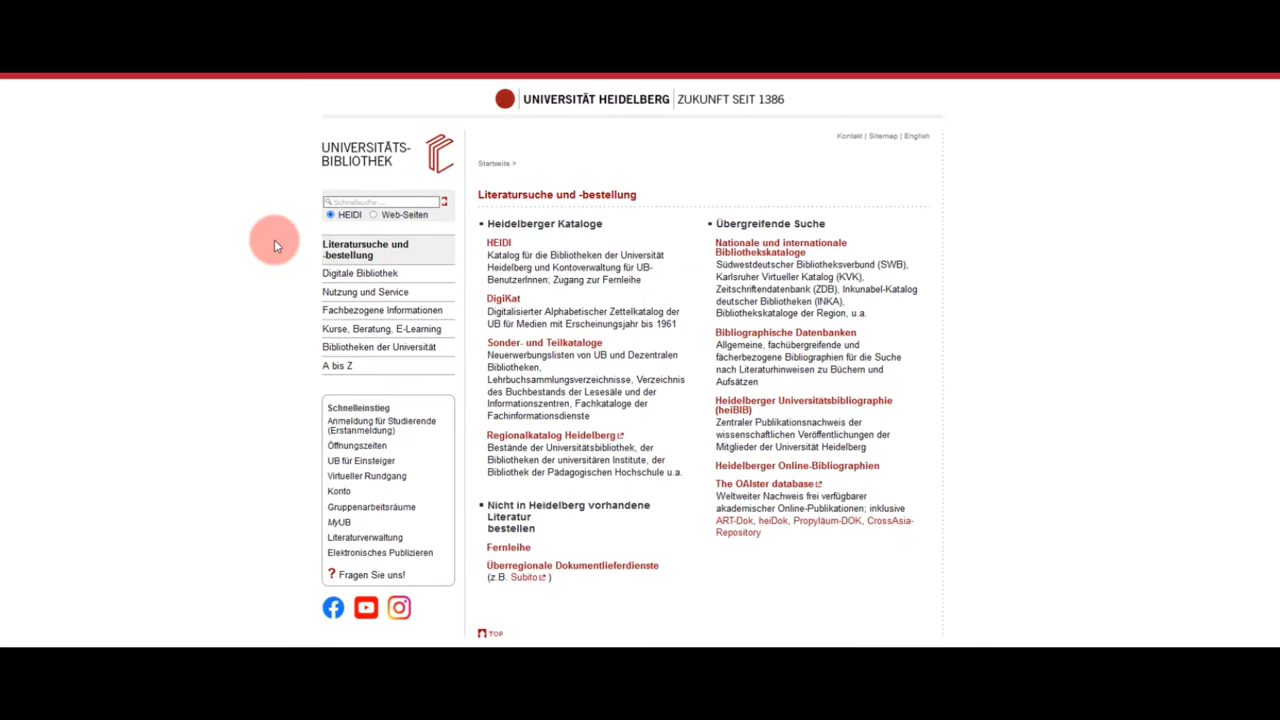 UNIVERSITÄT HEIDELBERG ZUKUNFT SEIT 1386
Kontakt | Sitemap | English
UNIVERSITÄTS-
BIBLIOTHEK
Startseite >
Schnellsuche ...
HEIDI Web-Seiten
Literatursuche und
-bestellung
Digitale Bibliothek
Nutzung und Service
Fachbezogene Informationen
Kurse, Beratung, E-Learning
Bibliotheken der Universität
A bis Z
Schnelleinstieg
Anmeldung für Studierende
(Erstanmeldung)
Öffnungszeiten
UB für Einsteiger
Virtueller Rundgang
Konto
Gruppenarbeitsräume
MyUB
Literaturverwaltung
Elektronisches Publizieren
? Fragen Sie uns!
Literatursuche und -bestellung
Heidelberger Kataloge
HEIDI
Katalog für die Bibliotheken der Universität
Heidelberg und Kontoverwaltung für UB-
BenutzerInnen; Zugang zur Fernleihe
DigiKat
Digitalisierter Alphabetischer Zettelkatalog der
UB für Medien mit Erscheinungsjahr bis 1961
Sonder- und Teilkataloge
Neuerwerbungslisten von UB und Dezentralen
Bibliotheken,
Lehrbuchsammlungsverzeichnisse, Verzeichnis
des Buchbestands der Lesesäle und der
Informationszentren, Fachkataloge der
Fachinformationsdienste
Regionalkatalog Heidelberg
Bestände der Universitätsbibliothek, der
Bibliotheken der universitären Institute, der
Bibliothek der Pädagogischen Hochschule u.a.
Nicht in Heidelberg vorhandene
Literatur
bestellen
Fernleihe
Überregionale Dokumentlieferdienste
(z.B. Subito )
TOP
Übergreifende Suche
Nationale und internationale
Bibliothekskataloge
Südwestdeutscher Bibliotheksverbund (SWB),
Karlsruher Virtueller Katalog (KVK),
Zeitschriftendatenbank (ZDB), Inkunabel-Katalog
deutscher Bibliotheken (INKA),
Bibliothekskataloge der Region, u.a.
Bibliographische Datenbanken
Allgemeine, fachübergreifende und
fächerbezogene Bibliographien für die Suche
nach Literaturhinweisen zu Büchern und
Aufsätzen
Heidelberger Universitätsbibliographie
(heiBIB)
Zentraler Publikationsnachweis der
wissenschaftlichen Veröffentlichungen der
Mitglieder der Universität Heidelberg
Heidelberger Online-Bibliographien
The OAIster database
Weltweiter Nachweis frei verfügbarer
akademischer Online-Publikationen; inklusive
ART-Dok, heiDok, Propyläum-DOK, CrossAsia-
Repository